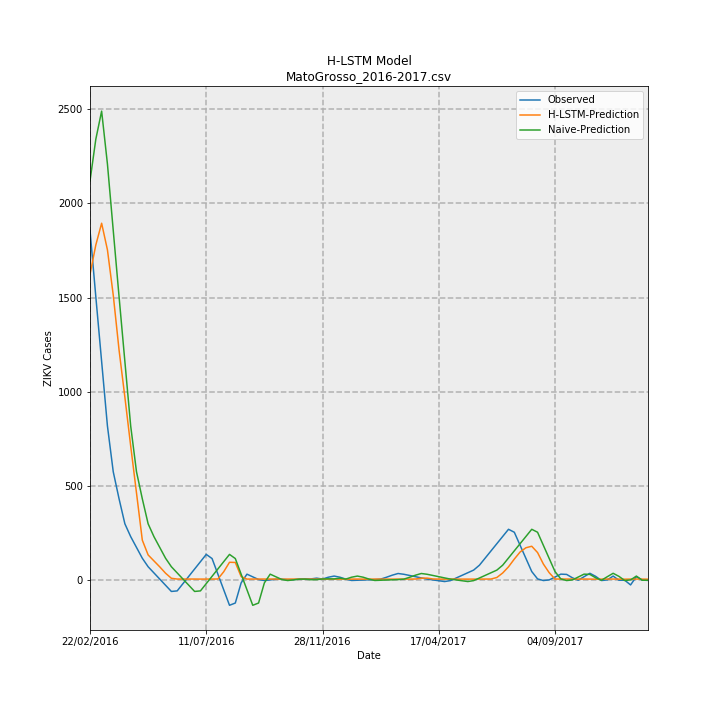 H-LSTM Model
MatoGrosso_2016-2017.csv
Observed
H-LSTM-Prediction
Naive-Prediction
2500
2000
1500
1000
500
0
ZIKV Cases
22/02/2016
11/07/2016
28/11/2016
17/04/2017
04/09/2017
Date